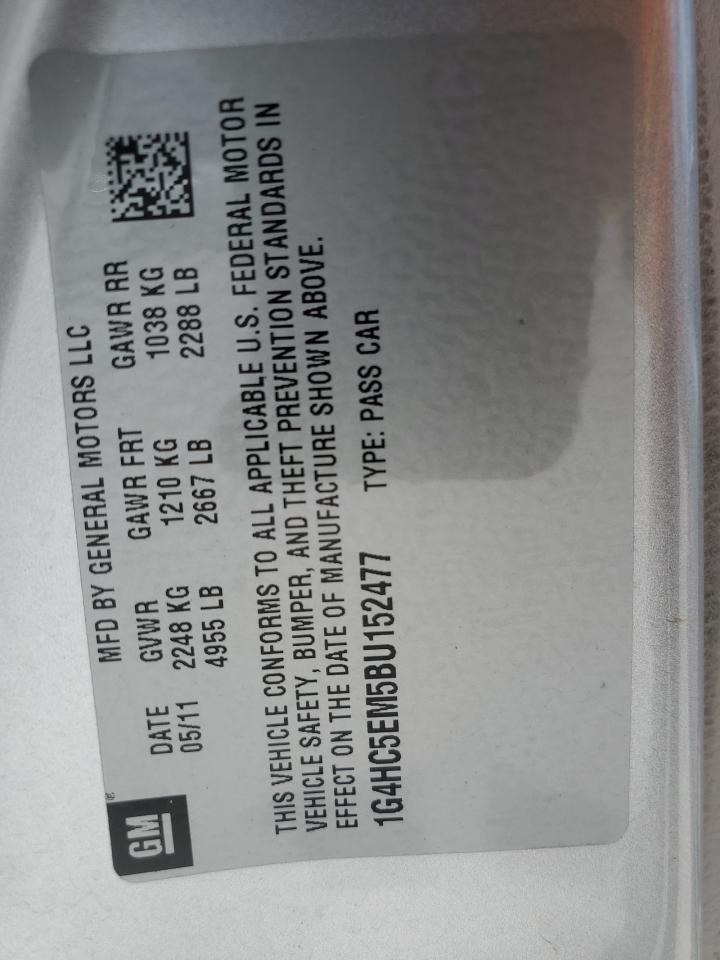 GM ®
MFD BY GENERAL MOTORS LLC
DATE GVWR GAWR FRT GAWR RR
05/11 2248 KG 1210 KG 1038 KG
4955 LB 2667 LB 2288 LB
THIS VEHICLE CONFORMS TO ALL APPLICABLE U.S. FEDERAL MOTOR
VEHICLE SAFETY, BUMPER, AND THEFT PREVENTION STANDARDS IN
EFFECT ON THE DATE OF MANUFACTURE SHOWN ABOVE.
1G4HC5EM5BU152477 TYPE: PASS CAR